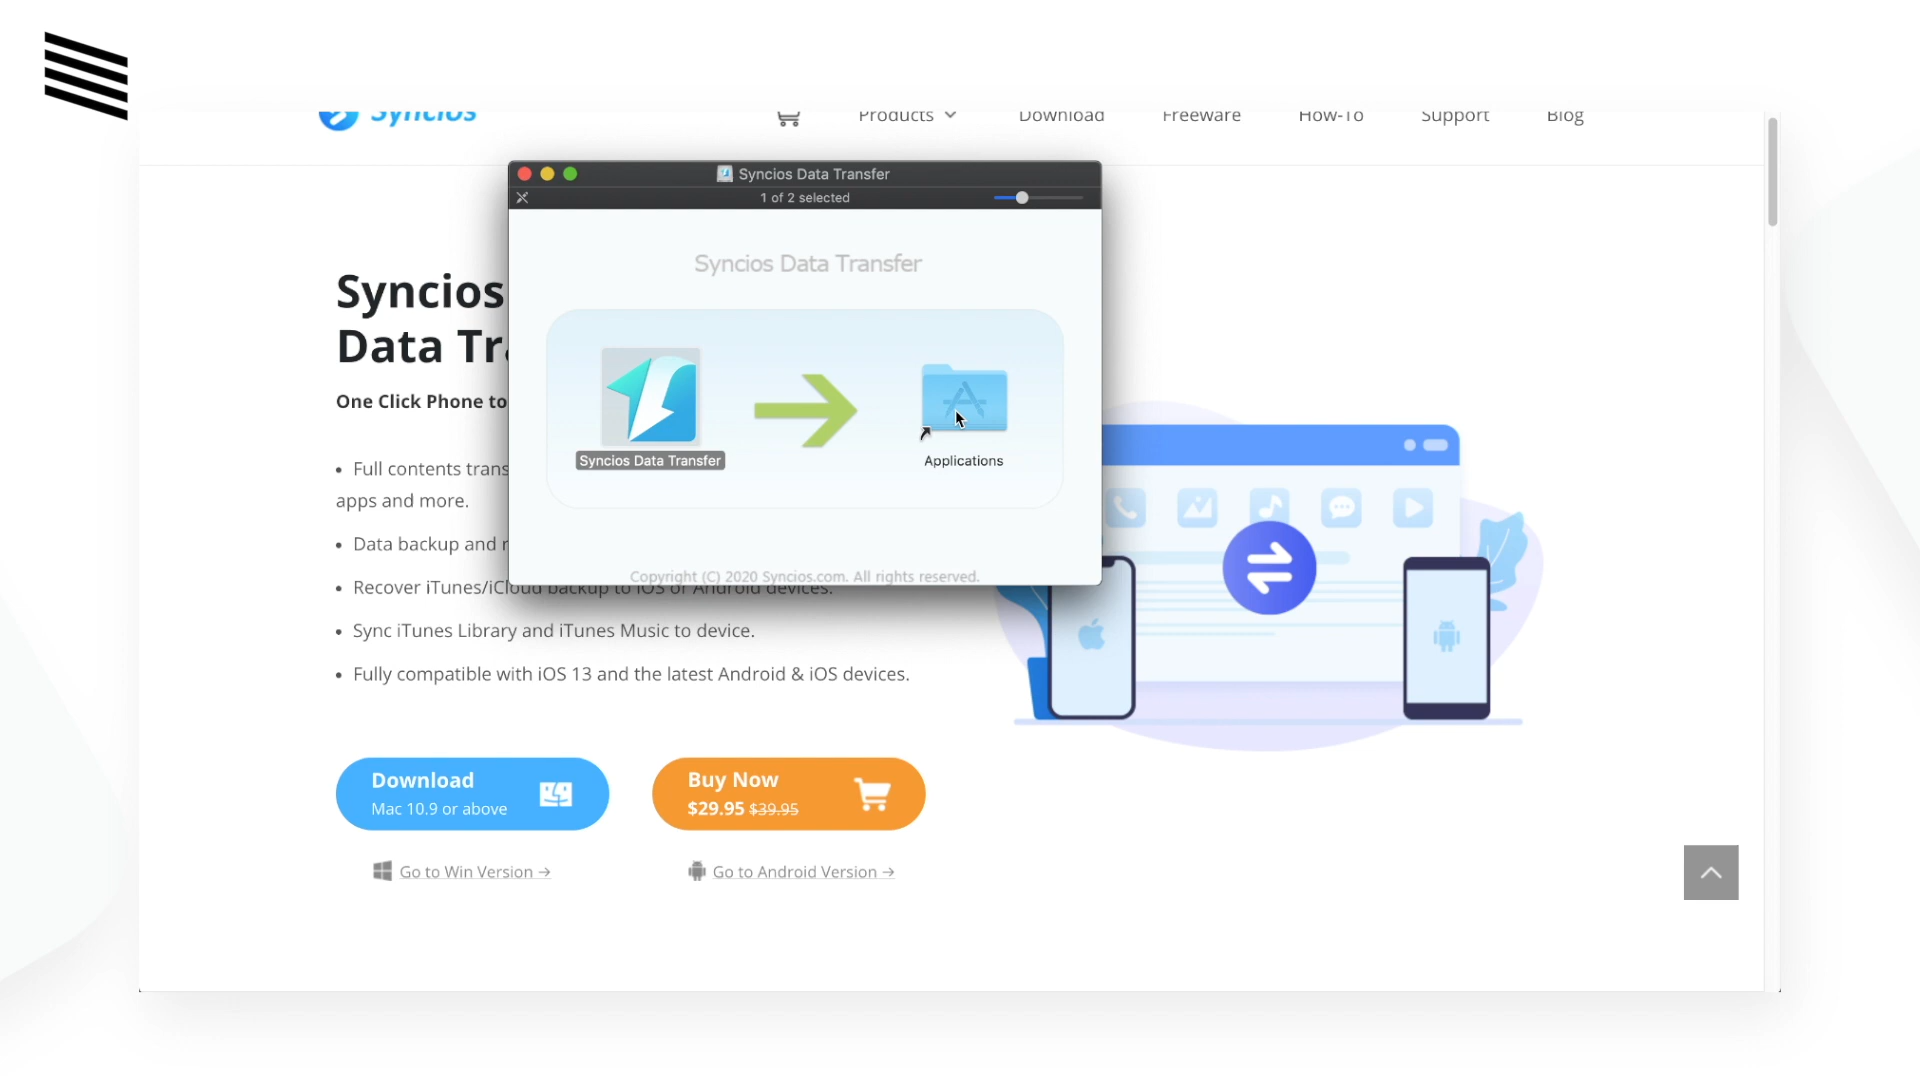 Syncios
Products
Download
Freeware
How-To
Support
Blog
Syncios Data Transfer
1 of 2 selected
Syncios Data Transfer
Syncios Data Transfer
Applications
Copyright (C) 2020 Syncios.com. All rights reserved.
Syncios
Data
One Click Phone to
Full contents
apps and more.
Data backup and
Recover iTunes/iCloud backup to iOS or Android devices.
Sync iTunes Library and iTunes Music to device.
Fully compatible with iOS 13 and the latest Android & iOS devices.
Download
Mac 10.9 or above
Buy Now
$29.95 $39.95
Go to Win Version →
Go to Android Version →